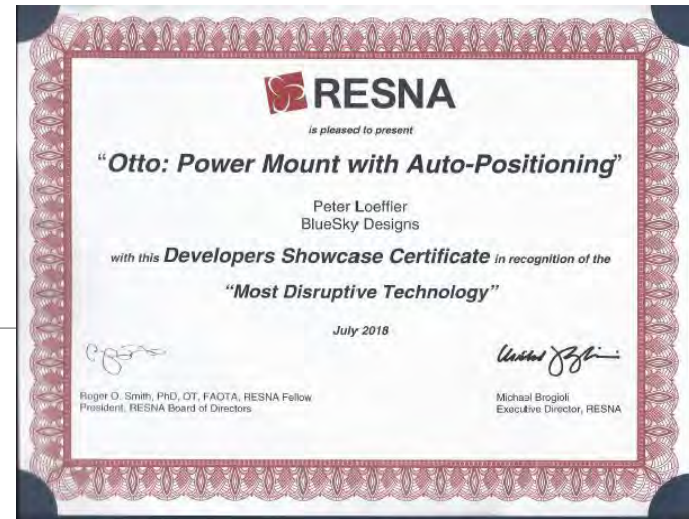 RESNA
is pleased to present
"Otto: Power Mount with Auto-Positioning"
Peter Loeffler
BlueSky Designs
with this Developers Showcase Certificate in recognition of the
"Most Disruptive Technology"
July 2018
Roger O. Smith, PhD, OT, FAOTA, RESNA Fellow
President, RESNA Board of Directors
Michael Brogioli
Executive Director, RESNA